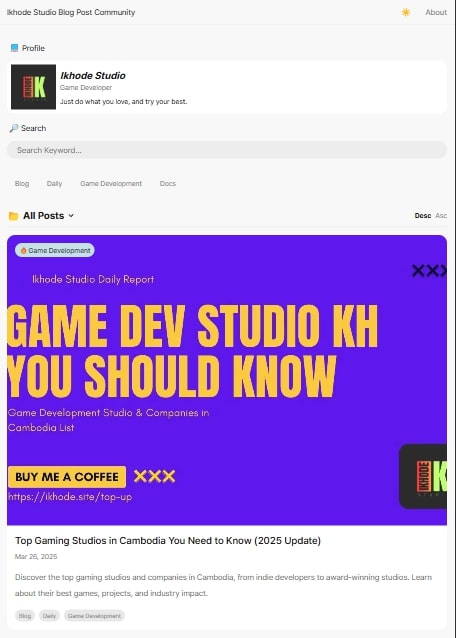 Ikhode Studio Blog Post Community
About
Profile
IKHODE K
Ikhode Studio
Game Developer
Just do what you love, and try your best.
Search
Search Keyword...
Blog Daily Game Development Docs
All Posts
Desc Asc
Game Development
Ikhode Studio Daily Report
GAME DEV STUDIO KH
YOU SHOULD KNOW
Game Development Studio & Companies in
Cambodia List
BUY ME A COFFEE
https://ikhode.site/top-up
IKHODE K
Top Gaming Studios in Cambodia You Need to Know (2025 Update)
Mar 26, 2025
Discover the top gaming studios and companies in Cambodia, from indie developers to award-winning studios. Learn
about their best games, projects, and industry impact.
Blog Daily Game Development